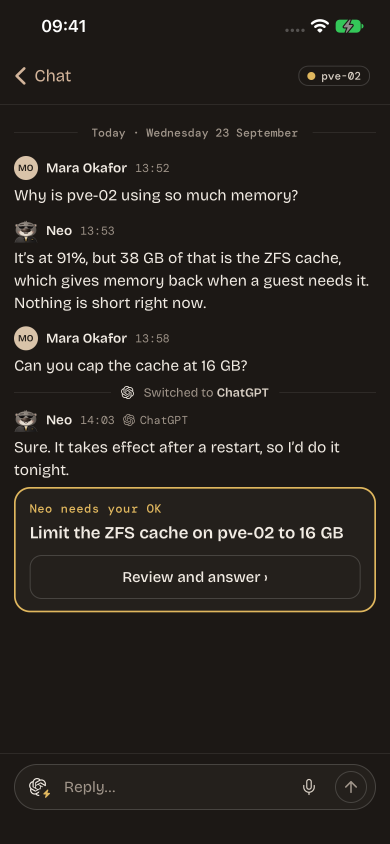 09:41
Chat
pve-02
Today · Wednesday 23 September
MO Mara Okafor 13:52
Why is pve-02 using so much memory?
Neo 13:53
It's at 91%, but 38 GB of that is the ZFS cache,
which gives memory back when a guest needs it.
Nothing is short right now.
MO Mara Okafor 13:58
Can you cap the cache at 16 GB?
Switched to ChatGPT
Neo 14:03 ChatGPT
Sure. It takes effect after a restart, so I'd do it
tonight.
Neo needs your OK
Limit the ZFS cache on pve-02 to 16 GB
Review and answer ›
Reply...